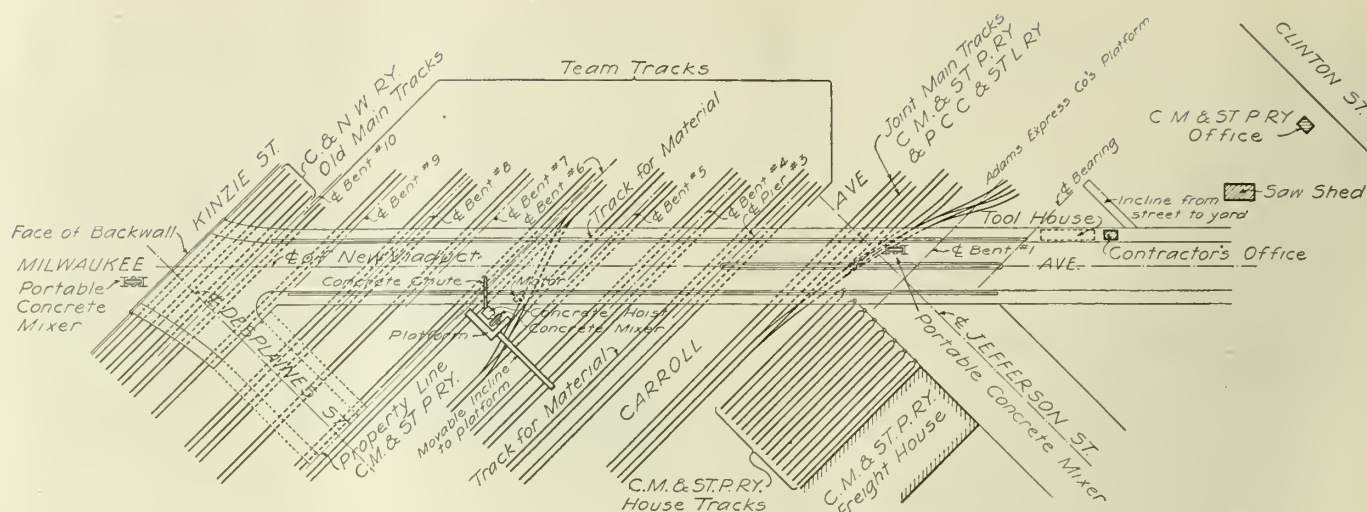 Team Tracks
C. & N W RY.
Old Main Tracks
KINZIE ST.
℄ Bent #10
℄ Bent #9
℄ Bent #8
℄ Bent #7
℄ Bent #6
Track for Material
℄ Bent #5
℄ Bent #4
℄ Pier #3
AVE
Joint Main Tracks
C. M. & ST P. RY
& P C C & ST L RY
Adams Express Co's Platform
℄ Bearing
CLINTON ST.
C M & ST P RY
Office
Saw Shed
Incline from
street to yard
Tool House
Contractor's Office
Face of Backwall
MILWAUKEE
℄ of New Viaduct
℄ Bent #1
AVE.
Portable
Concrete
Mixer
Concrete Chute
Motor
Concrete Hoist
Concrete Mixer
Platform
℄ DESPLAINES ST.
Property Line
C. M. & ST P RY.
Movable Incline
to Platform
Track for Material
CARROLL
℄ JEFFERSON ST.
Portable Concrete Mixer
C. M. & ST. P. RY.
House Tracks
C. M. & ST. P. RY.
Freight House